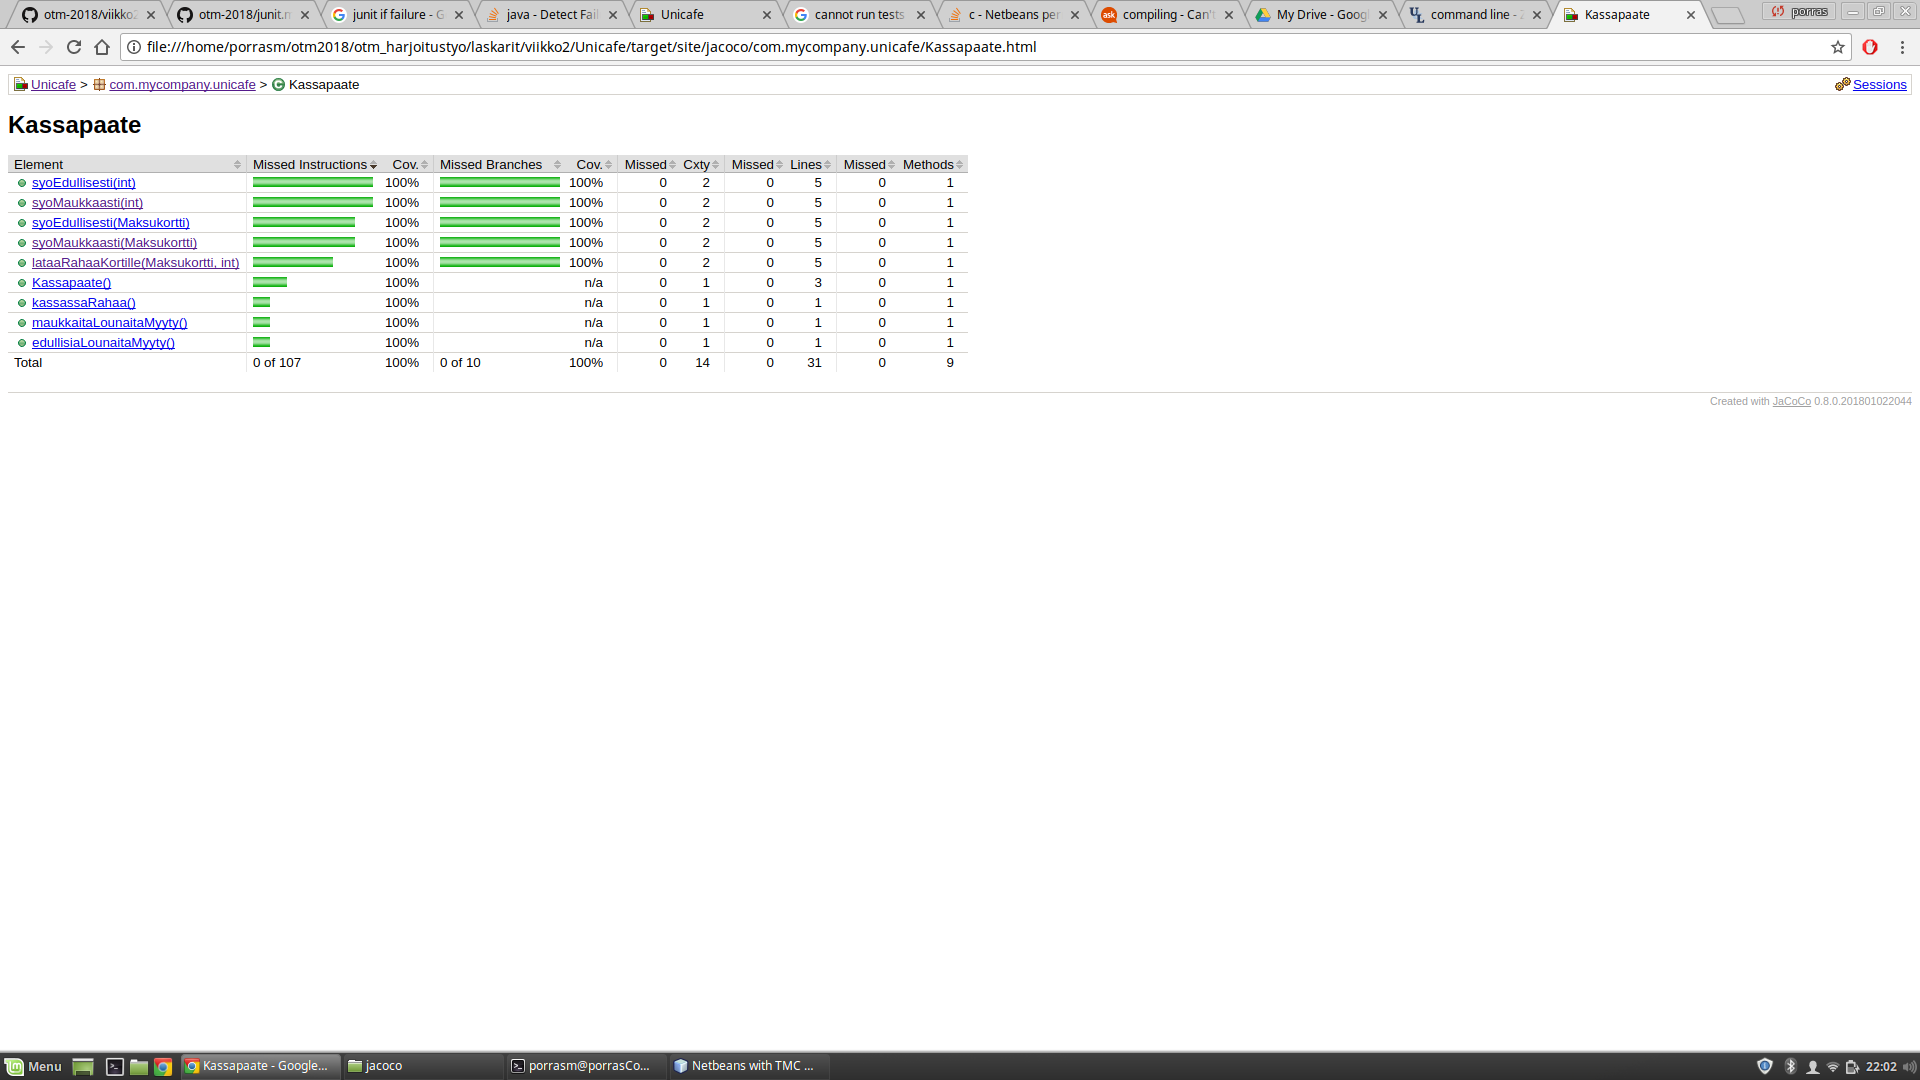 otm-2018/viikko2 otm-2018/junit.m junit if failure - G java - Detect Fail Unicafe cannot run tests c - Netbeans per compiling - Can't My Drive - Goog command line - Kassapaate porras
file:///home/porrasm/otm2018/otm_harjoitustyo/laskarit/viikko2/Unicafe/target/site/jacoco/com.mycompany.unicafe/Kassapaate.html
Unicafe > com.mycompany.unicafe > Kassapaate Sessions
Kassapaate
Element Missed Instructions Cov. Missed Branches Cov. Missed Cxty Missed Lines Missed Methods
syoEdullisesti(int) 100% 100% 0 2 0 5 0 1
syoMaukkaasti(int) 100% 100% 0 2 0 5 0 1
syoEdullisesti(Maksukortti) 100% 100% 0 2 0 5 0 1
syoMaukkaasti(Maksukortti) 100% 100% 0 2 0 5 0 1
lataaRahaaKortille(Maksukortti, int) 100% 100% 0 2 0 5 0 1
Kassapaate() 100% n/a 0 1 0 3 0 1
kassassaRahaa() 100% n/a 0 1 0 1 0 1
maukkaitaLounaitaMyyty() 100% n/a 0 1 0 1 0 1
edullisiaLounaitaMyyty() 100% n/a 0 1 0 1 0 1
Total 0 of 107 100% 0 of 10 100% 0 14 0 31 0 9
Created with JaCoCo 0.8.0.201801022044
Menu Kassapaate - Google... jacoco porrasm@porrasCo... Netbeans with TMC ... 22:02